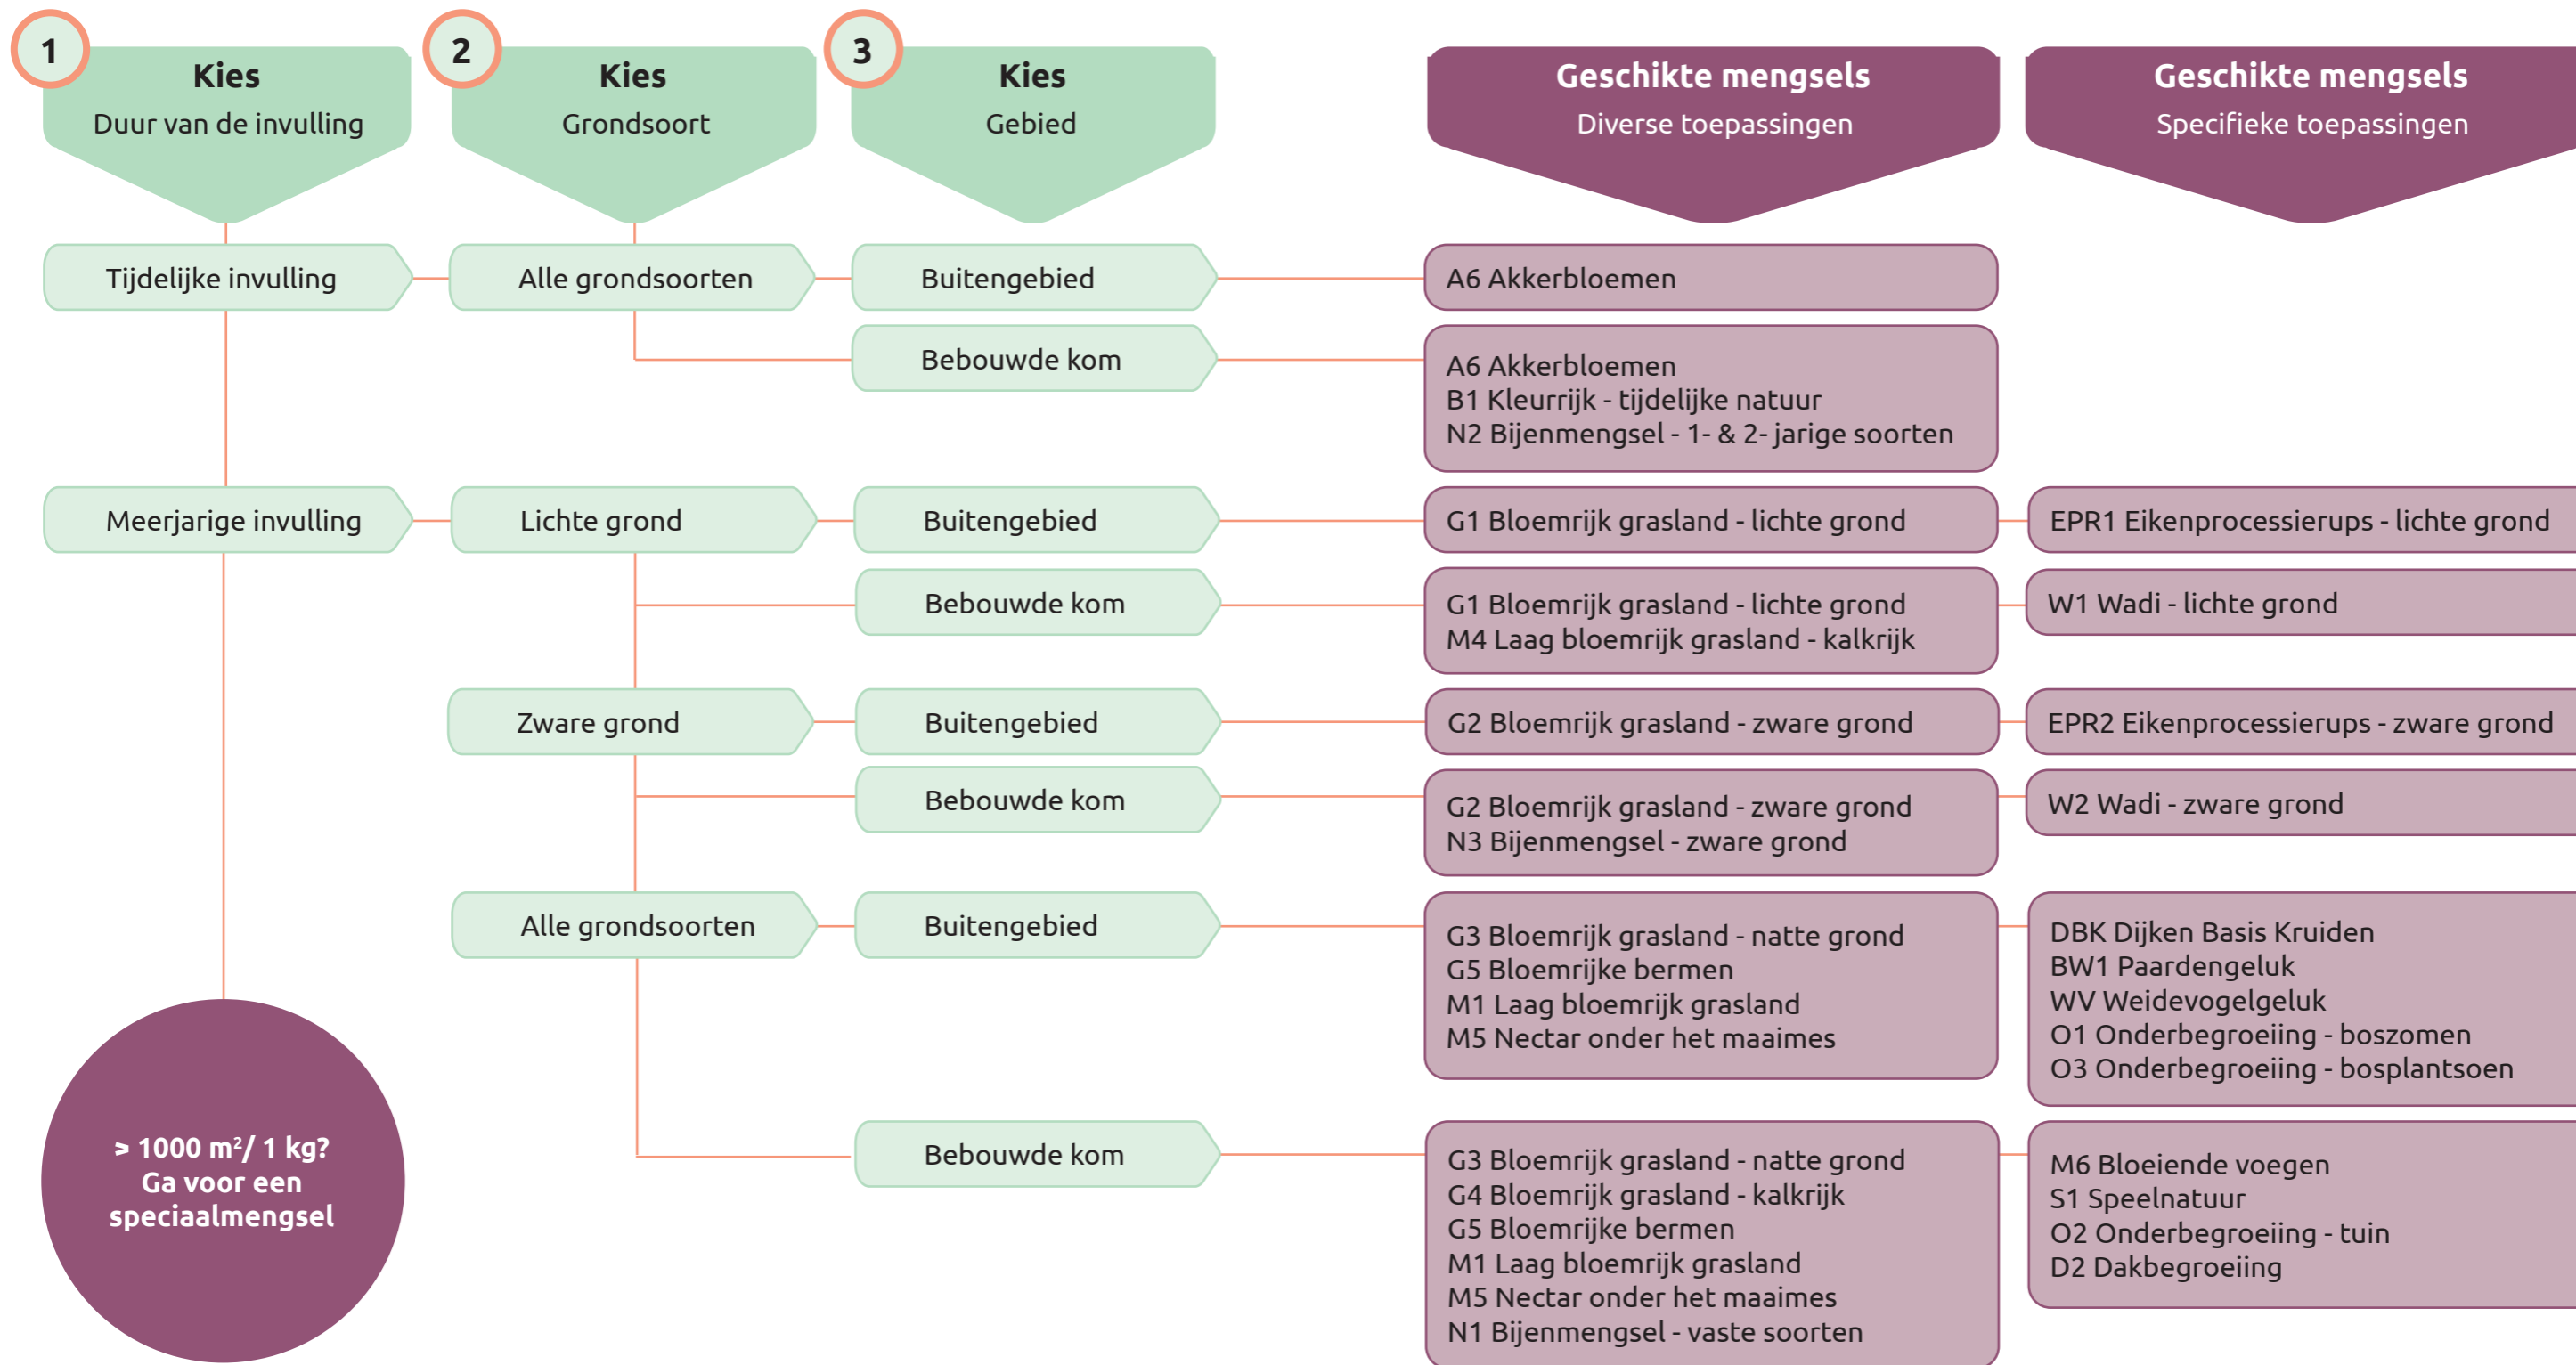 1
Kies
Duur van de invulling
2
Kies
Grondsoort
3
Kies
Gebied
Geschikte mengsels
Diverse toepassingen
Geschikte mengsels
Specifieke toepassingen
Tijdelijke invulling
Alle grondsoorten
Buitengebied
A6 Akkerbloemen
Bebouwde kom
A6 Akkerbloemen
B1 Kleurrijk - tijdelijke natuur
N2 Bijenmengsel - 1- & 2- jarige soorten
Meerjarige invulling
Lichte grond
Buitengebied
G1 Bloemrijk grasland - lichte grond
EPR1 Eikenprocessierups - lichte grond
Bebouwde kom
G1 Bloemrijk grasland - lichte grond
M4 Laag bloemrijk grasland - kalkrijk
W1 Wadi - lichte grond
Zware grond
Buitengebied
G2 Bloemrijk grasland - zware grond
EPR2 Eikenprocessierups - zware grond
Bebouwde kom
G2 Bloemrijk grasland - zware grond
N3 Bijenmengsel - zware grond
W2 Wadi - zware grond
Alle grondsoorten
Buitengebied
G3 Bloemrijk grasland - natte grond
G5 Bloemrijke bermen
M1 Laag bloemrijk grasland
M5 Nectar onder het maaimes
DBK Dijken Basis Kruiden
BW1 Paardengeluk
WV Weidevogelgeluk
O1 Onderbegroeiing - boszomen
O3 Onderbegroeiing - bosplantsoen
Bebouwde kom
G3 Bloemrijk grasland - natte grond
G4 Bloemrijk grasland - kalkrijk
G5 Bloemrijke bermen
M1 Laag bloemrijk grasland
M5 Nectar onder het maaimes
N1 Bijenmengsel - vaste soorten
M6 Bloeiende voegen
S1 Speelnatuur
O2 Onderbegroeiing - tuin
D2 Dakbegroeiing
> 1000 m²/ 1 kg?
Ga voor een
speciaalmengsel